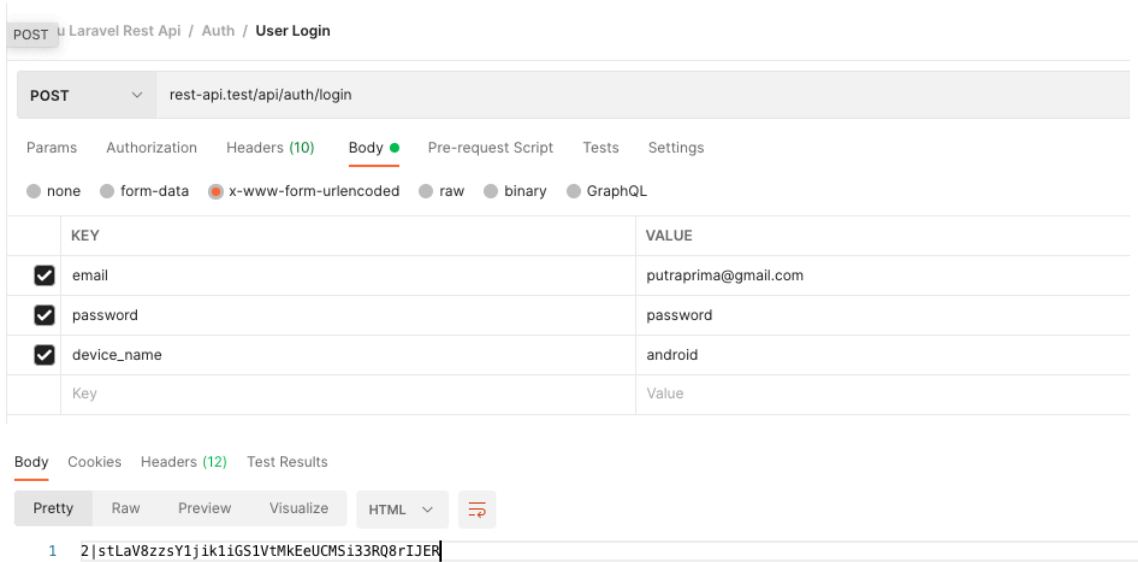 POST u Laravel Rest Api / Auth / User Login
POST rest-api.test/api/auth/login
Params Authorization Headers (10) Body Pre-request Script Tests Settings
none form-data x-www-form-urlencoded raw binary GraphQL
KEY VALUE
email putraprima@gmail.com
password password
device_name android
Key Value
Body Cookies Headers (12) Test Results
Pretty Raw Preview Visualize HTML
1 2|stLaV8zzsY1jik1iGS1VtMkEeUCMSi33RQ8rIJER